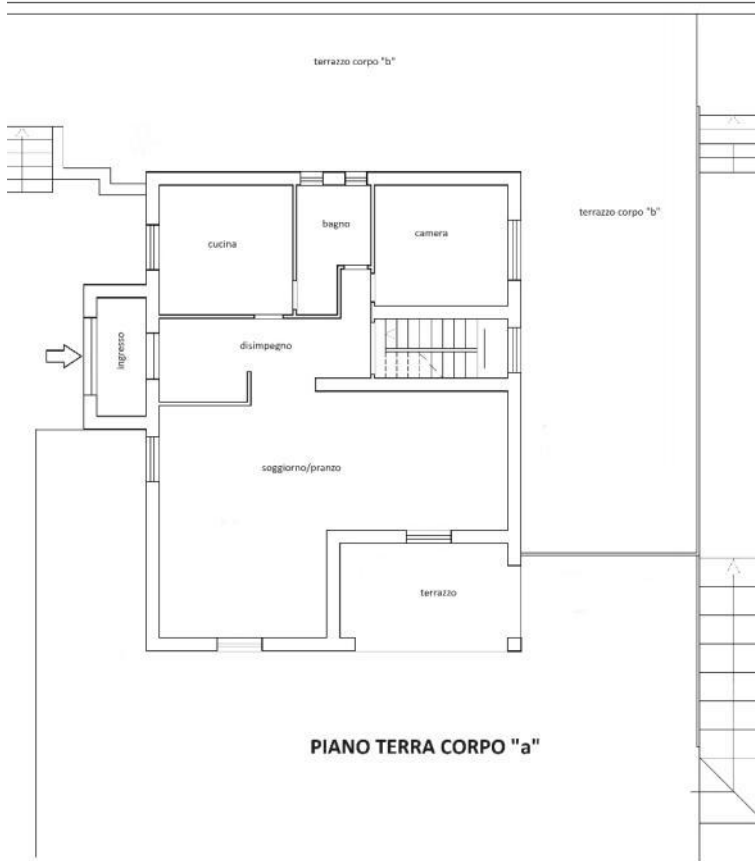 terrazzo corpo "b"
terrazzo corpo "b"
bagno
camera
cucina
ingresso
disimpegno
soggiorno/pranzo
terrazzo
PIANO TERRA CORPO "a"